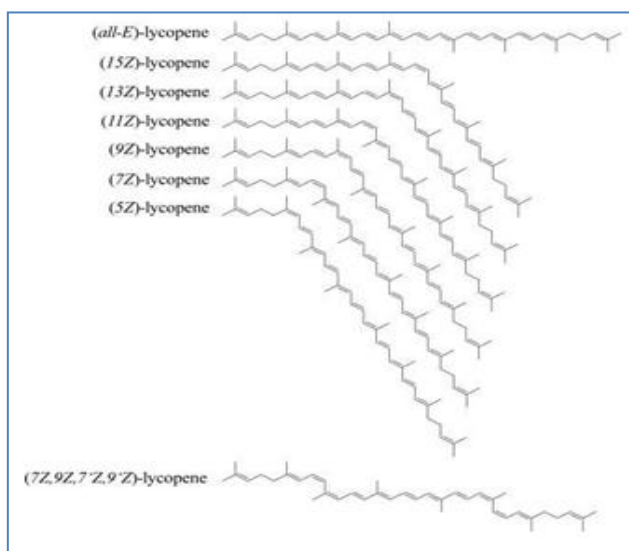 (all-E)-lycopene
(15Z)-lycopene
(13Z)-lycopene
(11Z)-lycopene
(9Z)-lycopene
(7Z)-lycopene
(5Z)-lycopene
(7Z,9Z,7´Z,9´Z)-lycopene